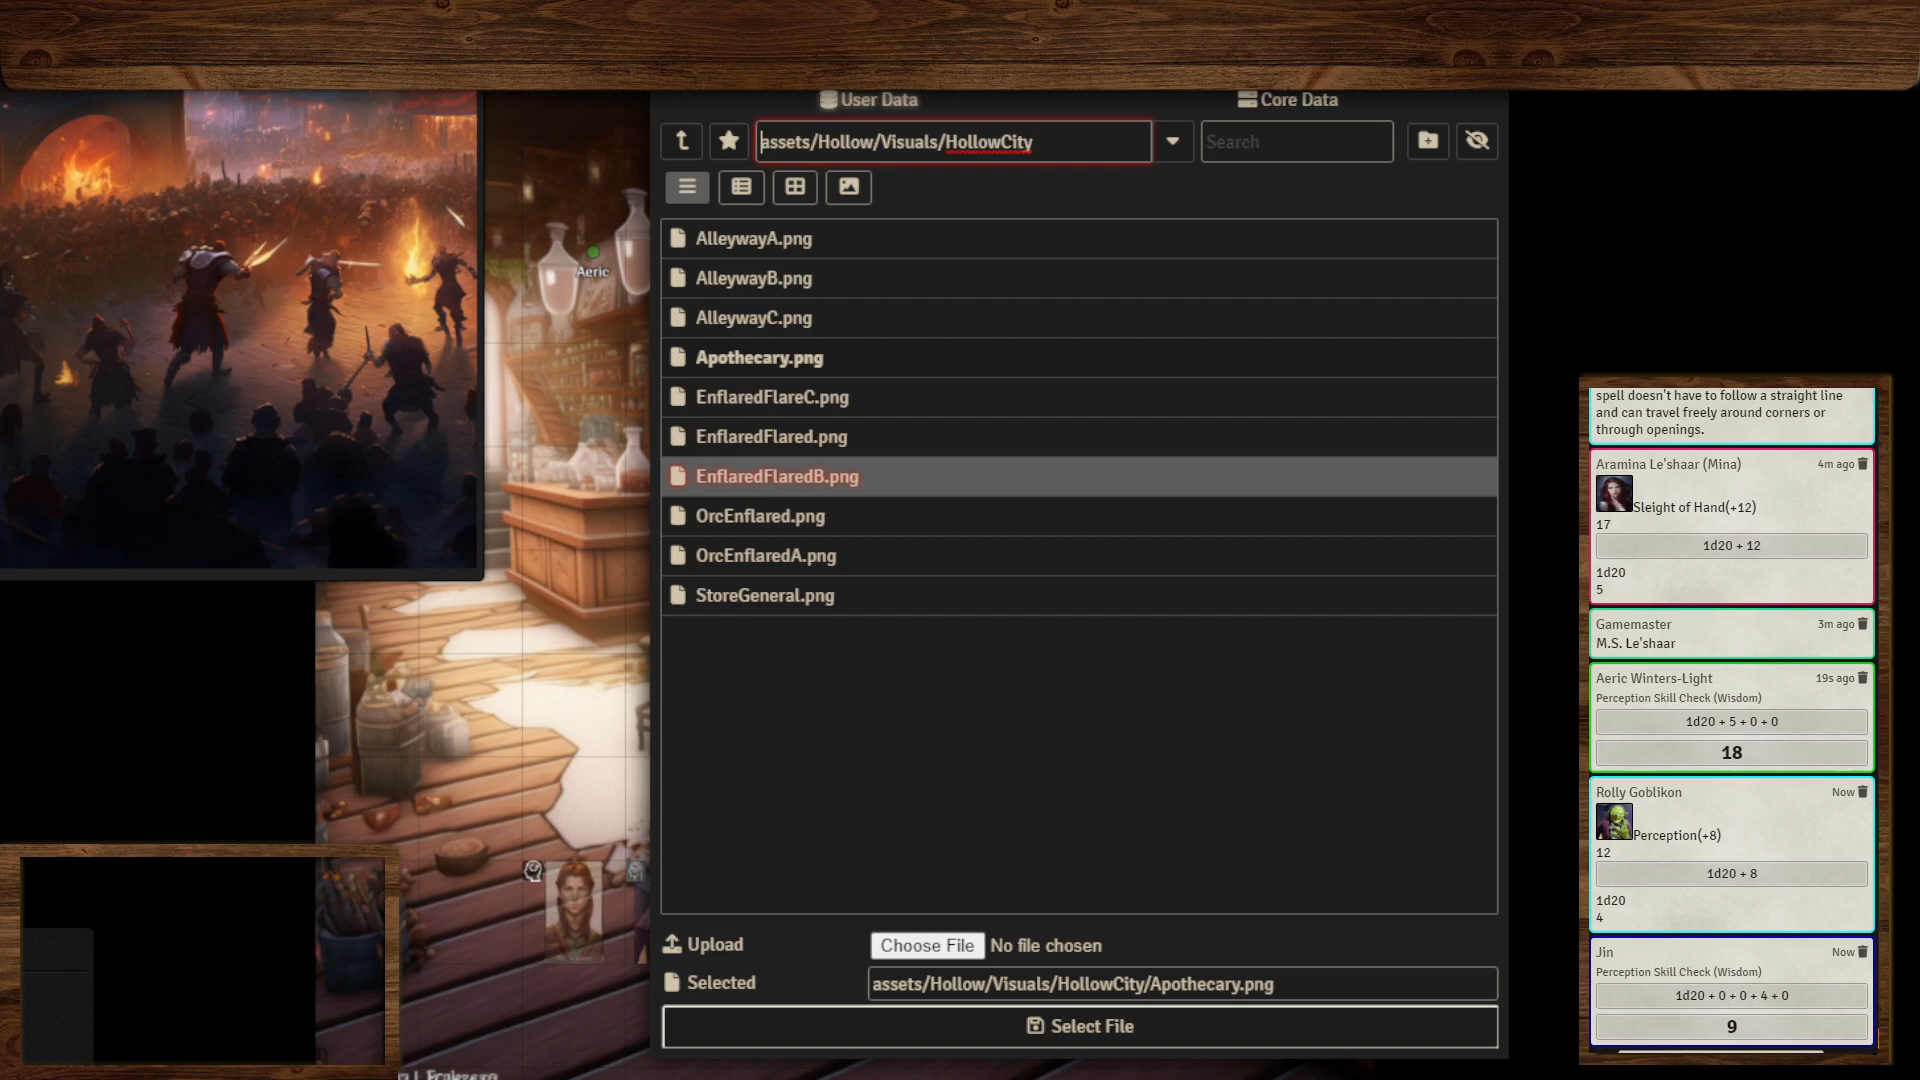 User Data
Core Data
assets/Hollow/Visuals/HollowCity
Search
AlleywayA.png
AlleywayB.png
AlleywayC.png
Apothecary.png
EnflaredFlareC.png
EnflaredFlared.png
EnflaredFlaredB.png
OrcEnflared.png
OrcEnflaredA.png
StoreGeneral.png
Upload
Choose File No file chosen
Selected
assets/Hollow/Visuals/HollowCity/Apothecary.png
Select File
Aeric
spell doesn't have to follow a straight line
and can travel freely around corners or
through openings.
Aramina Le'shaar (Mina) 4m ago
Sleight of Hand(+12)
17
1d20 + 12
1d20
5
Gamemaster 3m ago
M.S. Le'shaar
Aeric Winters-Light 19s ago
Perception Skill Check (Wisdom)
1d20 + 5 + 0 + 0
18
Rolly Goblikon Now
Perception(+8)
12
1d20 + 8
1d20
4
Jin Now
Perception Skill Check (Wisdom)
1d20 + 0 + 0 + 4 + 0
9